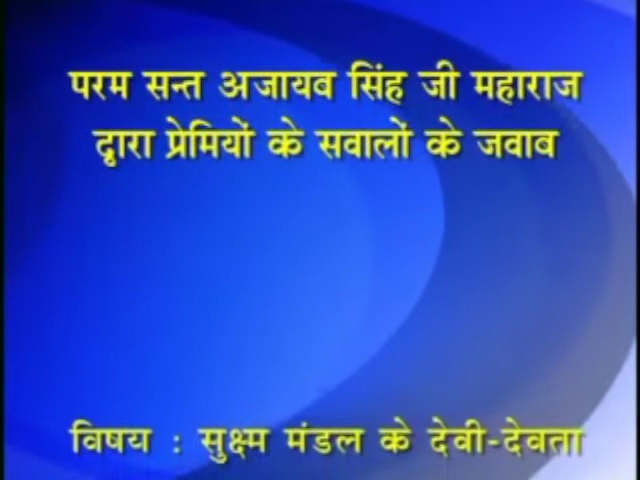 परम सन्त अजायब सिंह जी महाराज
द्वारा प्रेमियों के सवालों के जवाब
विषय : सुक्ष्म मंडल के देवी-देवता